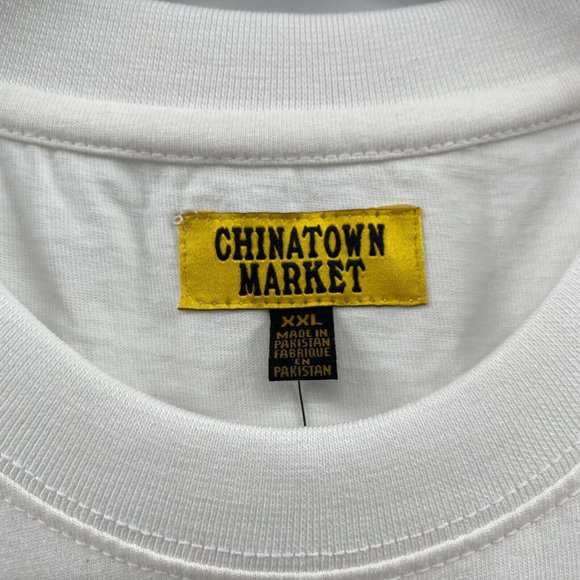 CHINATOWN
MARKET
XXL
MADE IN
PAKISTAN
FABRIQUE
EN
PAKISTAN